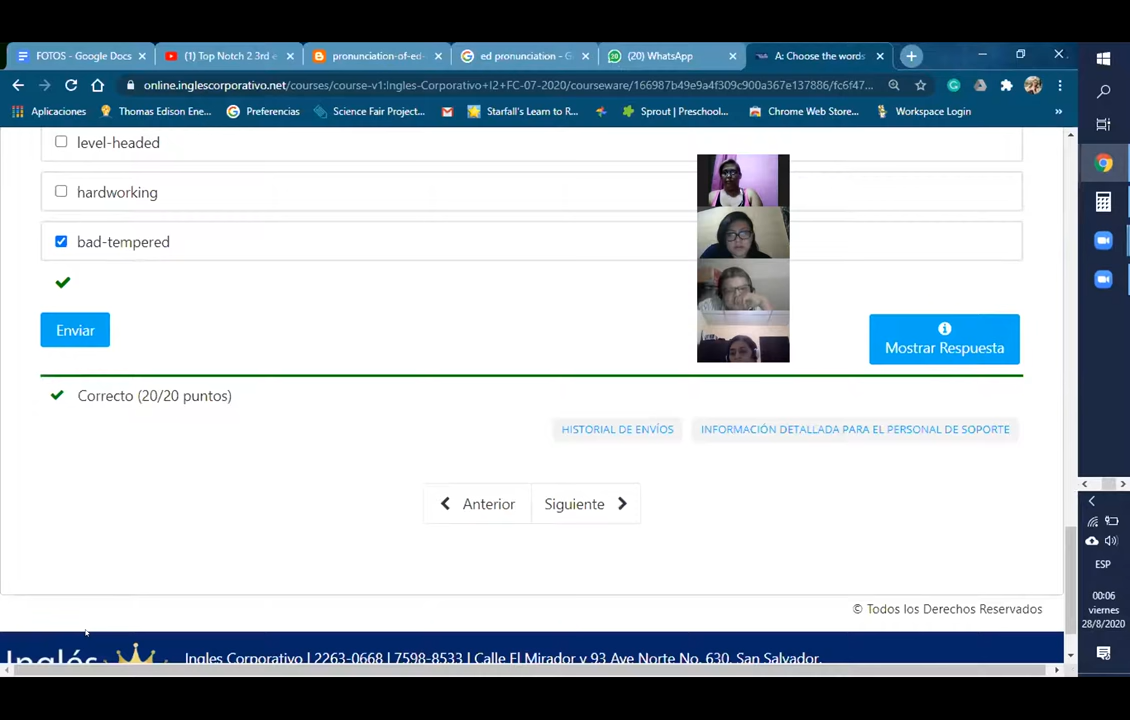 FOTOS - Google Docs
(1) Top Notch 2 3rd e
pronunciation-of-ed-
ed pronunciation - G
(20) WhatsApp
A: Choose the words
online.inglescorporativo.net/courses/course-v1:Ingles-Corporativo+I2+FC-07-2020/courseware/166987b49e9a4f309c900a367e137886/fc6f47...
Aplicaciones
Thomas Edison Ene...
Preferencias
Science Fair Project...
Starfall's Learn to R...
Sprout | Preschool...
Chrome Web Store...
Workspace Login
»
level-headed
hardworking
bad-tempered
Enviar
Mostrar Respuesta
Correcto (20/20 puntos)
HISTORIAL DE ENVÍOS
INFORMACIÓN DETALLADA PARA EL PERSONAL DE SOPORTE
Anterior
Siguiente
© Todos los Derechos Reservados
Inglés
Ingles Corporativo | 2263-0668 | 7598-8533 | Calle El Mirador y 93 Ave Norte No. 630, San Salvador.
ESP
00:06
viernes
28/8/2020